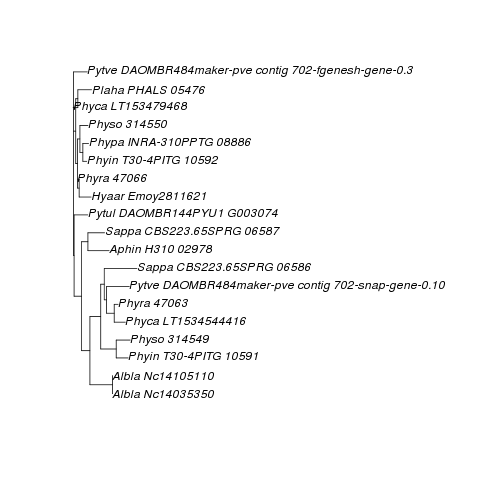 Pytve DAOMBR484maker-pve contig 702-fgenesh-gene-0.3
Plaha PHALS 05476
Phyca LT153479468
Physo 314550
Phypa INRA-310PPTG 08886
Phyin T30-4PITG 10592
Phyra 47066
Hyaar Emoy2811621
Pytul DAOMBR144PYU1 G003074
Sappa CBS223.65SPRG 06587
Aphin H310 02978
Sappa CBS223.65SPRG 06586
Pytve DAOMBR484maker-pve contig 702-snap-gene-0.10
Phyra 47063
Phyca LT1534544416
Physo 314549
Phyin T30-4PITG 10591
Albla Nc14105110
Albla Nc14035350